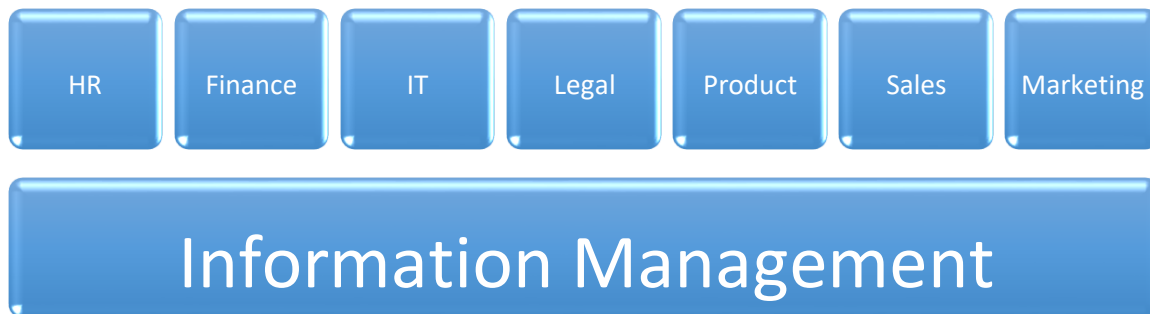 HR Finance IT Legal Product Sales Marketing
Information Management